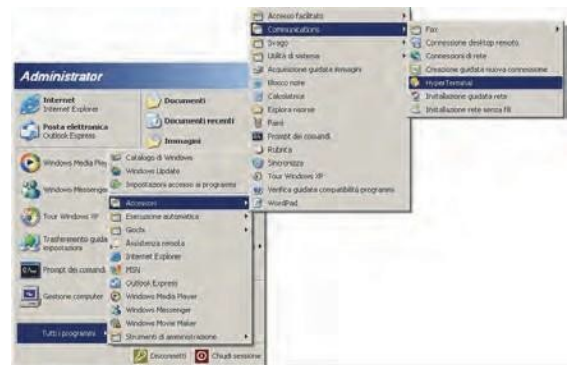 Administrator
Internet
Internet Explorer
Posta elettronica
Outlook Express
Windows Media Play
Windows Messenger
Tour Windows XP
Trasferimento guida
impostazioni
Prompt dei comandi
Gestione computer
Tutti i programmi
Documenti
Documenti recenti
Immagini
Disconnetti
Chiudi sessione
Catalogo di Windows
Windows Update
Impostazioni accesso ai programmi
Accessori
Esecuzione automatica
Giochi
Assistenza remota
Internet Explorer
MSN
Outlook Express
Windows Media Player
Windows Messenger
Windows Movie Maker
Strumenti di amministrazione
Accesso facilitato
Communications
Svago
Utilità di sistema
Acquisizione guidata immagini
Blocco note
Calcolatrice
Esplora risorse
Paint
Prompt dei comandi
Rubrica
Sincronizza
Tour Windows XP
Verifica guidata compatibilità programmi
WordPad
Fax
Connessione desktop remoto
Connessioni di rete
Creazione guidata nuova connessione
HyperTerminal
Installazione guidata rete
Installazione rete senza fili